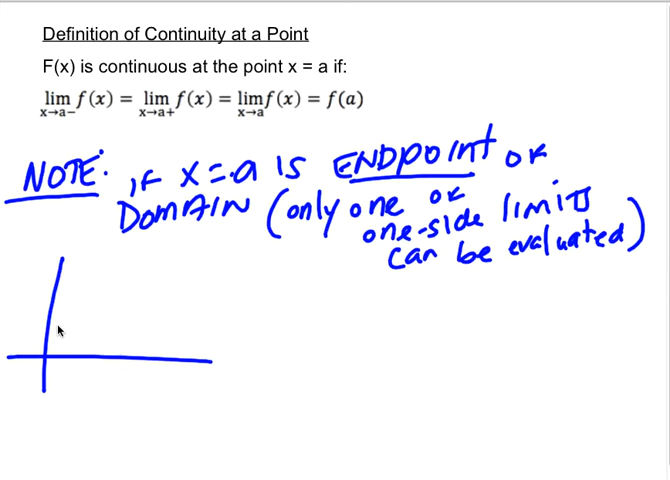 Definition of Continuity at a Point
F(x) is continuous at the point x = a if:
lim f(x) = lim f(x) = lim f(x) = f(a)
x→a− x→a+ x→a
NOTE: IF X=a IS ENDPOINT OF
DOMAIN (only one OF
one-side limits
can be evaluated)